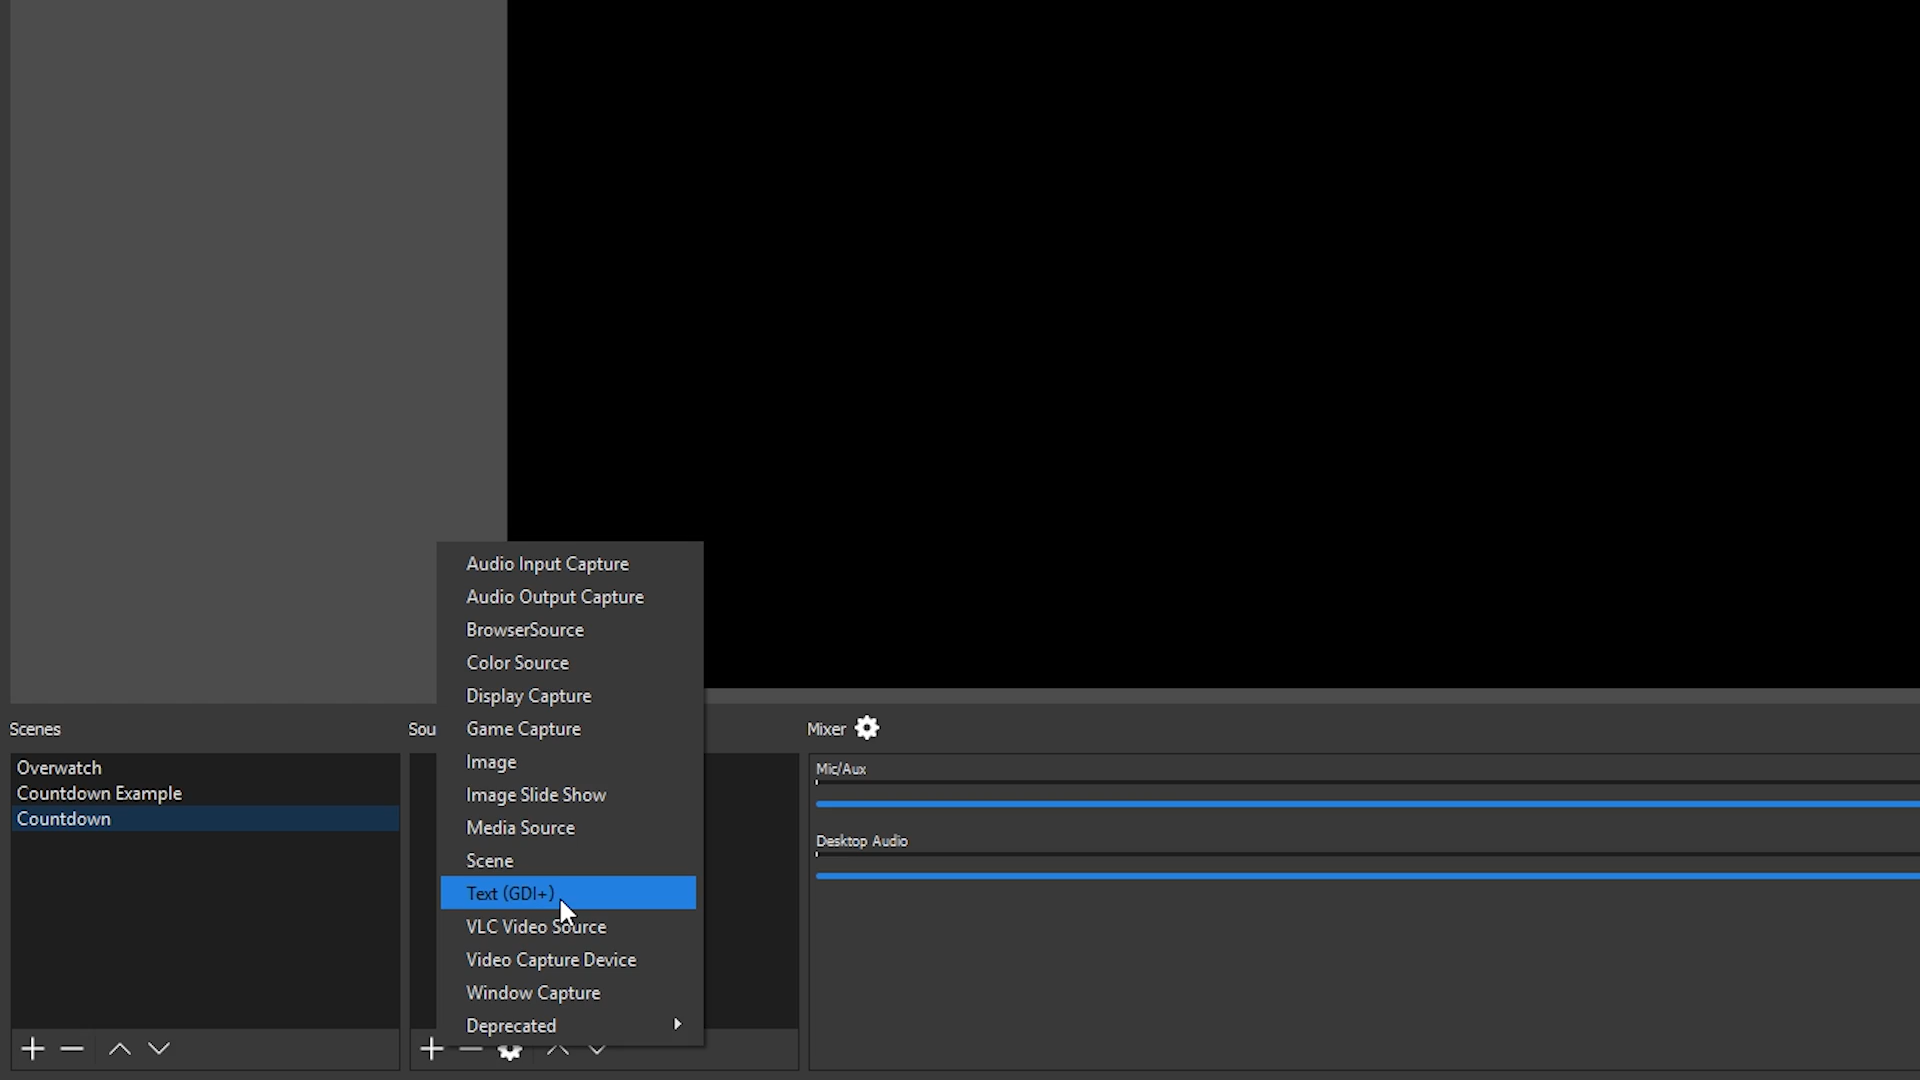 Audio Input Capture
Audio Output Capture
BrowserSource
Color Source
Display Capture
Game Capture
Image
Image Slide Show
Media Source
Scene
Text (GDI+)
VLC Video Source
Video Capture Device
Window Capture
Deprecated
Scenes
Overwatch
Countdown Example
Countdown
Sou
Mixer
Mic/Aux
Desktop Audio